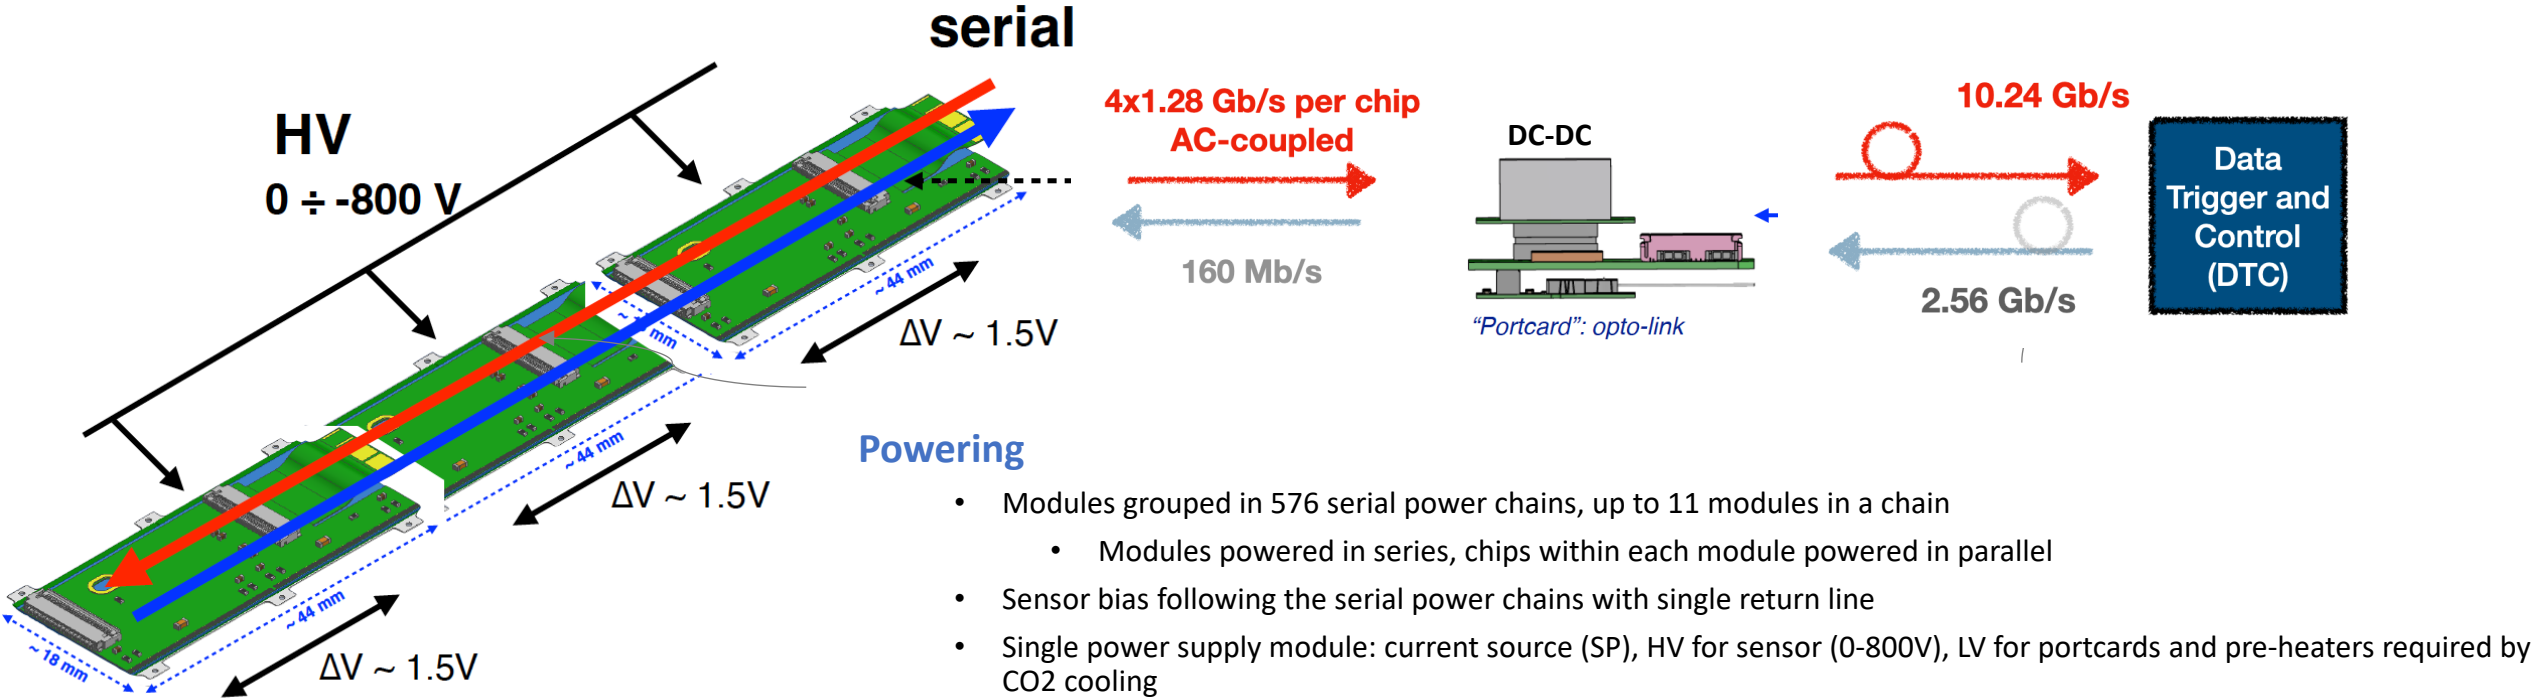 serial
HV
0 ÷ -800 V
4x1.28 Gb/s per chip
AC-coupled
160 Mb/s
DC-DC
"Portcard": opto-link
10.24 Gb/s
2.56 Gb/s
Data
Trigger and
Control
(DTC)
~ 44 mm
ΔV ~ 1.5V
mm
~ 44 mm
ΔV ~ 1.5V
~ 44 mm
~ 18 mm
ΔV ~ 1.5V
Powering
• Modules grouped in 576 serial power chains, up to 11 modules in a chain
• Modules powered in series, chips within each module powered in parallel
• Sensor bias following the serial power chains with single return line
• Single power supply module: current source (SP), HV for sensor (0-800V), LV for portcards and pre-heaters required by
CO2 cooling